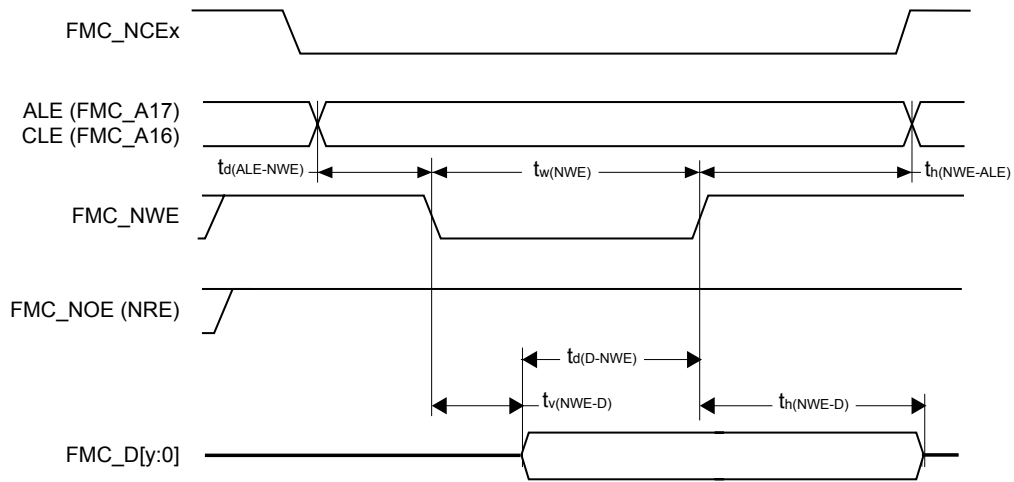 FMC_NCEx
ALE (FMC_A17)
CLE (FMC_A16)
td(ALE-NWE)
tw(NWE)
th(NWE-ALE)
FMC_NWE
FMC_NOE (NRE)
td(D-NWE)
tv(NWE-D)
th(NWE-D)
FMC_D[y:0]